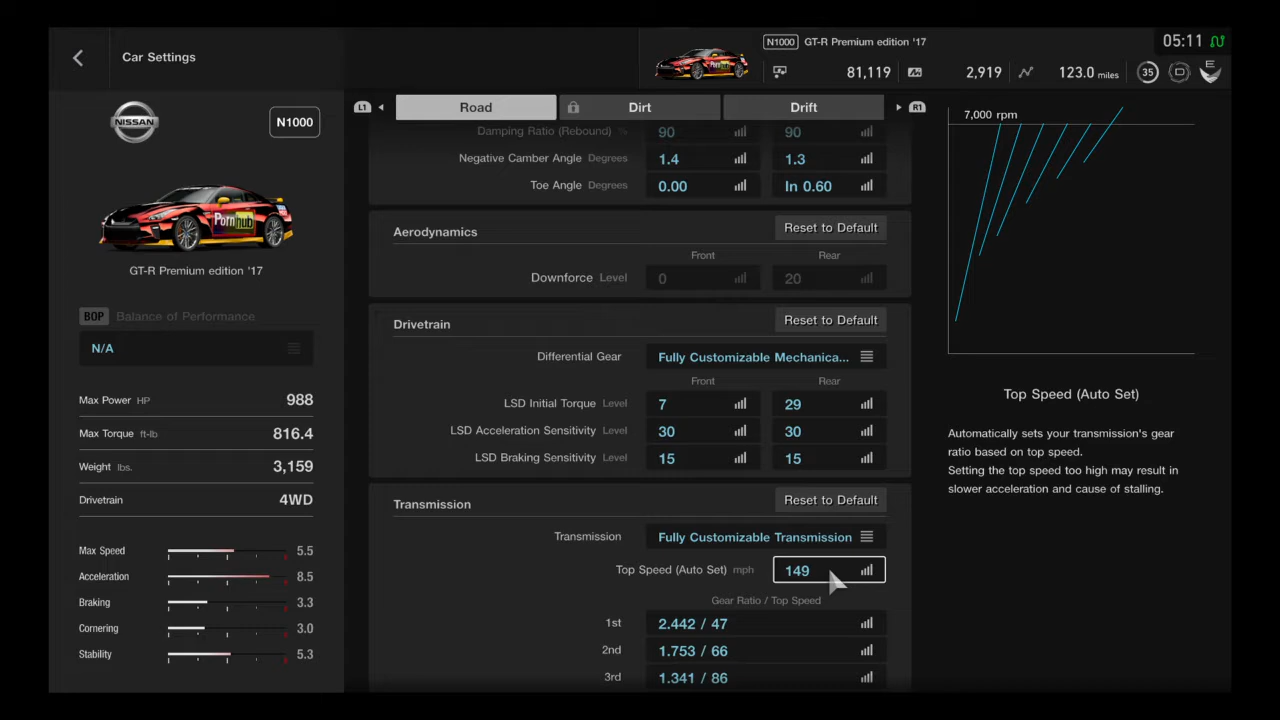 Car Settings
N1000 GT-R Premium edition '17
05:11
81,119 2,919 123.0 miles 35 E
NISSAN
N1000
Pornhub
GT-R Premium edition '17
BOP Balance of Performance
N/A
Max Power HP 988
Max Torque ft-lb 816.4
Weight lbs. 3,159
Drivetrain 4WD
Max Speed 5.5
Acceleration 8.5
Braking 3.3
Cornering 3.0
Stability 5.3
L1 Road Dirt Drift R1
Damping Ratio (Rebound) % 90 90
Negative Camber Angle Degrees 1.4 1.3
Toe Angle Degrees 0.00 In 0.60
Aerodynamics Reset to Default
Front Rear
Downforce Level 0 20
Drivetrain Reset to Default
Differential Gear Fully Customizable Mechanica...
Front Rear
LSD Initial Torque Level 7 29
LSD Acceleration Sensitivity Level 30 30
LSD Braking Sensitivity Level 15 15
Transmission Reset to Default
Transmission Fully Customizable Transmission
Top Speed (Auto Set) mph 149
Gear Ratio / Top Speed
1st 2.442 / 47
2nd 1.753 / 66
3rd 1.341 / 86
7,000 rpm
Top Speed (Auto Set)
Automatically sets your transmission's gear
ratio based on top speed.
Setting the top speed too high may result in
slower acceleration and cause of stalling.